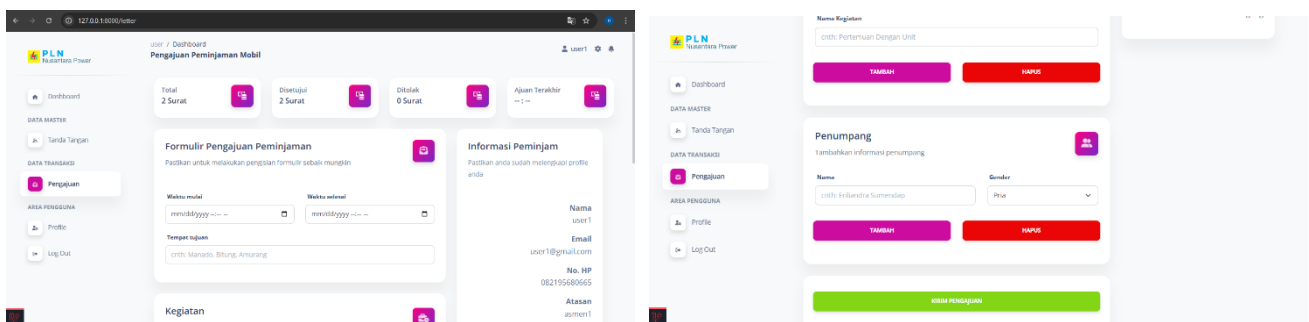 127.0.0.1:8000/letter
PLN
Nusantara Power
user / Dashboard
Pengajuan Peminjaman Mobil
user1
Dashboard
DATA MASTER
Tanda Tangan
DATA TRANSAKSI
Pengajuan
AREA PENGGUNA
Profile
Log Out
Total
2 Surat
Disetujui
2 Surat
Ditolak
0 Surat
Ajuan Terakhir
-- : --
Formulir Pengajuan Peminjaman
Pastikan untuk melakukan pengisian formulir sebaik mungkin
Waktu mulai
Waktu selesai
mm/dd/yyyy --:-- --
mm/dd/yyyy --:-- --
Tempat tujuan
cnth: Manado, Bitung, Amurang
Kegiatan
Informasi Peminjam
Pastikan anda sudah melengkapi profile
anda
Nama
user1
Email
user1@gmail.com
No. HP
082195680665
Atasan
asmen1
PLN
Nusantara Power
Dashboard
DATA MASTER
Tanda Tangan
DATA TRANSAKSI
Pengajuan
AREA PENGGUNA
Profile
Log Out
Nama Kegiatan
cnth: Pertemuan Dengan Unit
TAMBAH
HAPUS
Penumpang
Tambahkan informasi penumpang
Nama
Gender
cnth: Friliandra Sumendap
Pria
TAMBAH
HAPUS
KIRIM PENGAJUAN